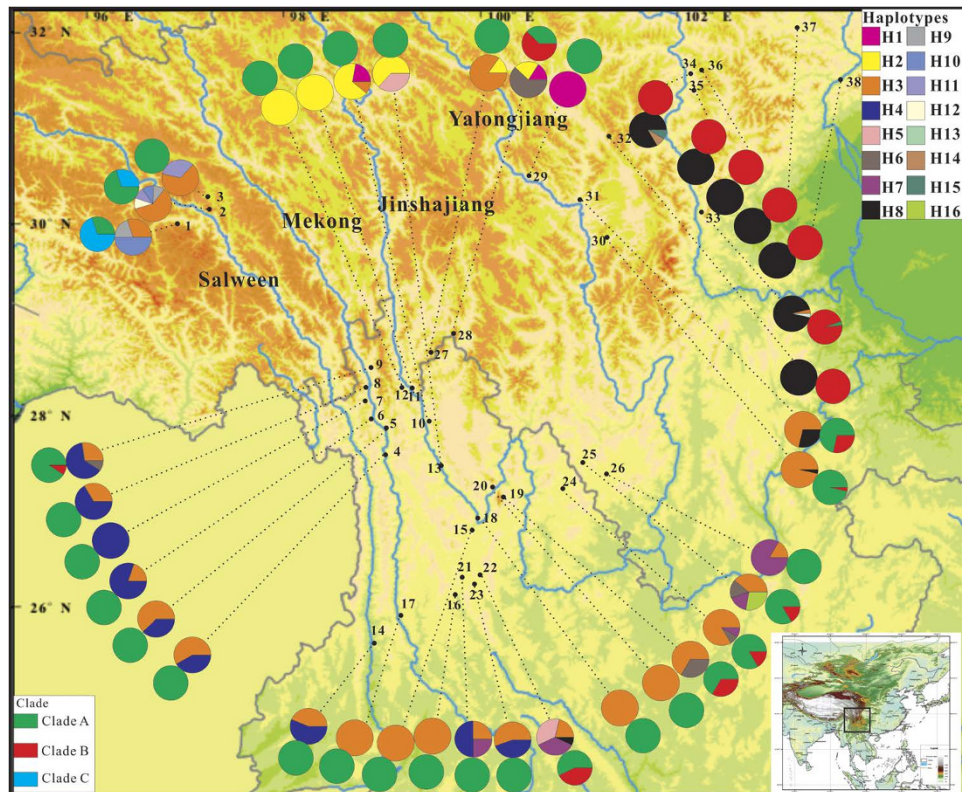 96 E
98 E
100 E
102 E
32° N
30° N
28° N
26° N
Haplotypes
H1 H9
H2 H10
H3 H11
H4 H12
H5 H13
H6 H14
H7 H15
H8 H16
37
34 36
35
38
Yalongjiang
32
29
31
3
2
1
Mekong
Jinshajiang
33
30
Salween
28
27
9
8
12 11
7
6
5
10
4
13
25
26
20
24
19
18
15
21
22
23
16
17
14
Clade
Clade A
Clade B
Clade C